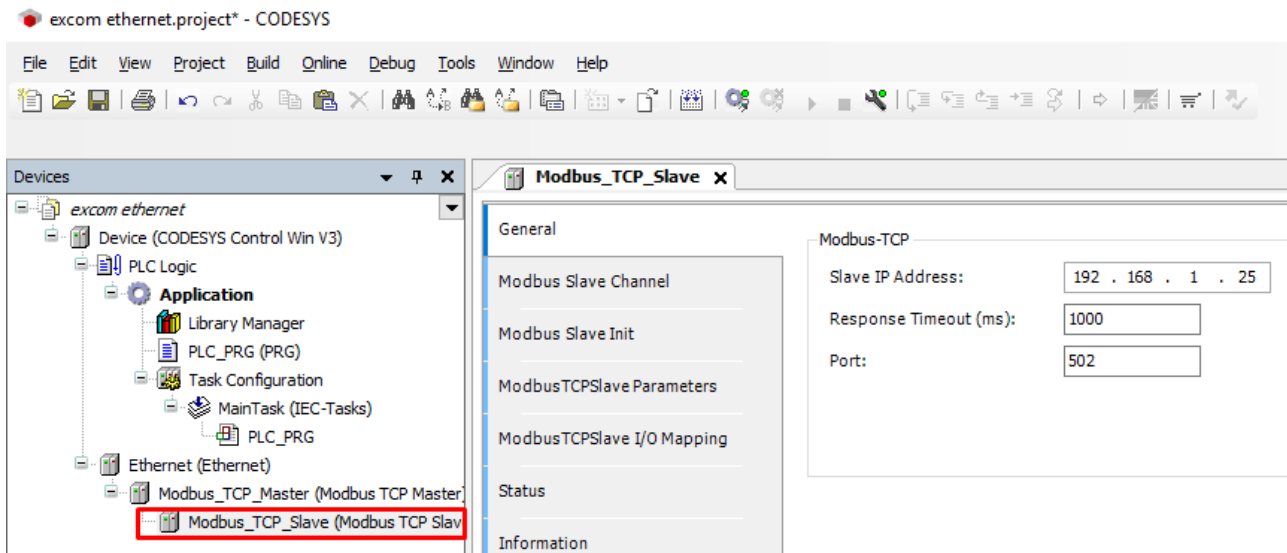 excom ethernet.project* - CODESYS
File Edit View Project Build Online Debug Tools Window Help
Devices
excom ethernet
Device (CODESYS Control Win V3)
PLC Logic
Application
Library Manager
PLC_PRG (PRG)
Task Configuration
MainTask (IEC-Tasks)
PLC_PRG
Ethernet (Ethernet)
Modbus_TCP_Master (Modbus TCP Master)
Modbus_TCP_Slave (Modbus TCP Slav
Modbus_TCP_Slave
General
Modbus Slave Channel
Modbus Slave Init
ModbusTCPSlave Parameters
ModbusTCPSlave I/O Mapping
Status
Information
Modbus-TCP
Slave IP Address: 192 . 168 . 1 . 25
Response Timeout (ms): 1000
Port: 502